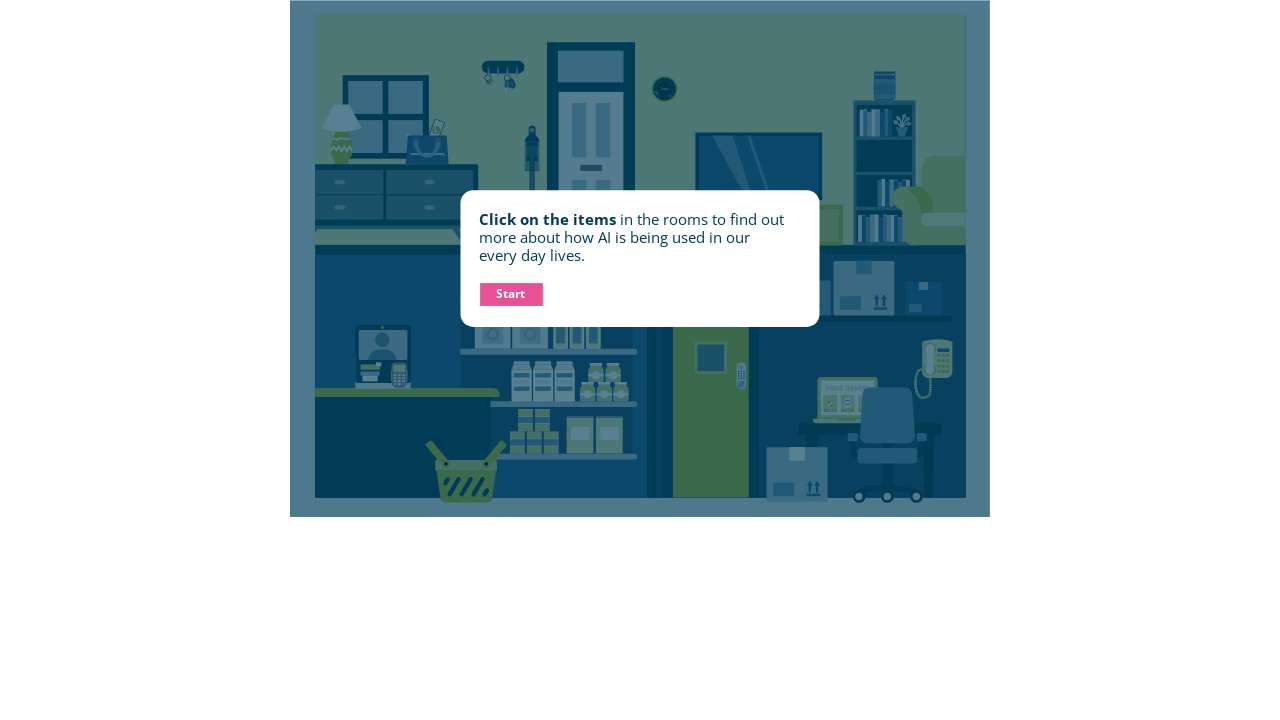 Click on the items in the rooms to find out
more about how AI is being used in our
every day lives.
Start